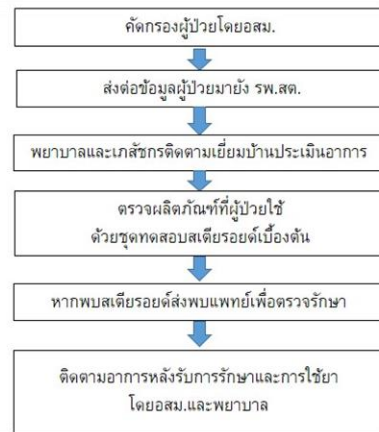 คัดกรองผู้ป่วยโดยอสม.
ส่งต่อข้อมูลผู้ป่วยมายัง รพ.สต.
พยาบาลและเภสัชกรติดตามเยี่ยมบ้านประเมินอาการ
ตรวจผลิตภัณฑ์ที่ผู้ป่วยใช้
ด้วยชุดทดสอบสเตียรอยด์เบื้องต้น
หากพบสเตียรอยด์ส่งพบแพทย์เพื่อตรวจรักษา
ติดตามอาการหลังรับการรักษาและการใช้ยา
โดยอสม.และพยาบาล